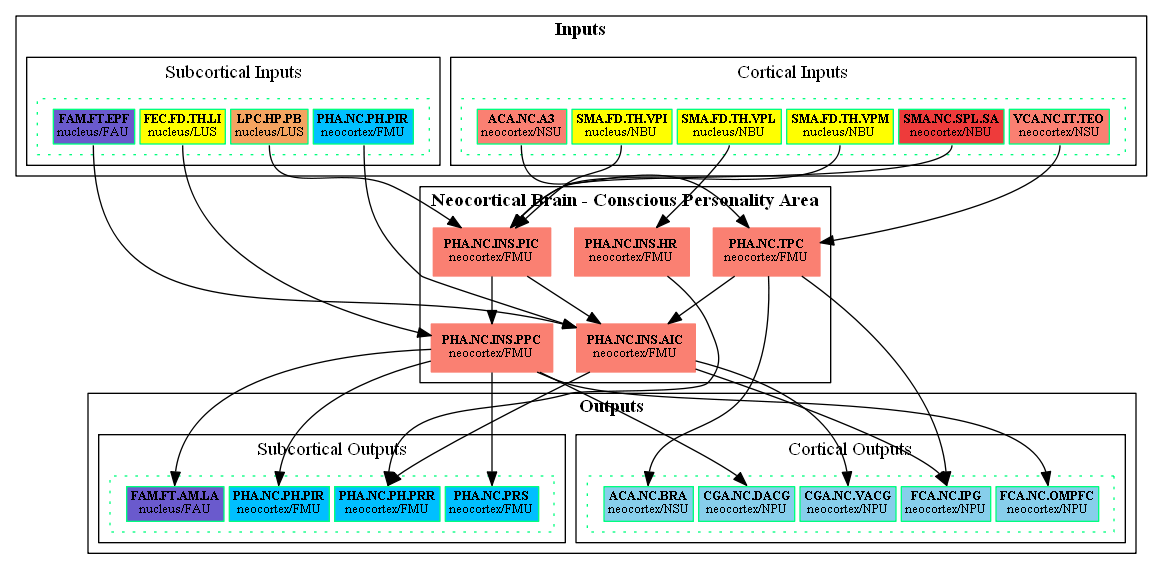 Inputs
Subcortical Inputs
Cortical Inputs
FAM.FT.EPF
nucleus/FAU
FEC.FD.TH.LI
nucleus/LUS
LPC.HP.PB
nucleus/LUS
PHA.NC.PH.PIR
neocortex/FMU
ACA.NC.A3
neocortex/NSU
SMA.FD.TH.VPI
nucleus/NBU
SMA.FD.TH.VPL
nucleus/NBU
SMA.FD.TH.VPM
nucleus/NBU
SMA.NC.SPL.SA
neocortex/NBU
VCA.NC.IT.TEO
neocortex/NSU
Neocortical Brain - Conscious Personality Area
PHA.NC.INS.PIC
neocortex/FMU
PHA.NC.INS.HR
neocortex/FMU
PHA.NC.TPC
neocortex/FMU
PHA.NC.INS.PPC
neocortex/FMU
PHA.NC.INS.AIC
neocortex/FMU
Outputs
Subcortical Outputs
Cortical Outputs
FAM.FT.AM.LA
nucleus/FAU
PHA.NC.PH.PIR
neocortex/FMU
PHA.NC.PH.PRR
neocortex/FMU
PHA.NC.PRS
neocortex/FMU
ACA.NC.BRA
neocortex/NSU
CGA.NC.DACG
neocortex/NPU
CGA.NC.VACG
neocortex/NPU
FCA.NC.IPG
neocortex/NPU
FCA.NC.OMPFC
neocortex/NPU